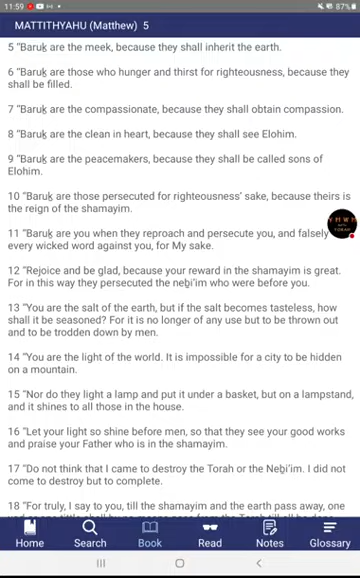 11:59
87%
MATTITHYAHU (Matthew)  5
5 “Baruḵ are the meek, because they shall inherit the earth.
6 “Baruḵ are those who hunger and thirst for righteousness, because they
shall be filled.
7 “Baruḵ are the compassionate, because they shall obtain compassion.
8 “Baruḵ are the clean in heart, because they shall see Elohim.
9 “Baruḵ are the peacemakers, because they shall be called sons of
Elohim.
10 “Baruḵ are those persecuted for righteousness’ sake, because theirs is
the reign of the shamayim.
11 “Baruḵ are you when they reproach and persecute you, and falsely
every wicked word against you, for My sake.
12 “Rejoice and be glad, because your reward in the shamayim is great.
For in this way they persecuted the neḇi’im who were before you.
13 “You are the salt of the earth, but if the salt becomes tasteless, how
shall it be seasoned? For it is no longer of any use but to be thrown out
and to be trodden down by men.
14 “You are the light of the world. It is impossible for a city to be hidden
on a mountain.
15 “Nor do they light a lamp and put it under a basket, but on a lampstand,
and it shines to all those in the house.
16 “Let your light so shine before men, so that they see your good works
and praise your Father who is in the shamayim.
17 “Do not think that I came to destroy the Torah or the Neḇi’im. I did not
come to destroy but to complete.
18 “For truly, I say to you, till the shamayim and the earth pass away, one
Home Search Book Read Notes Glossary